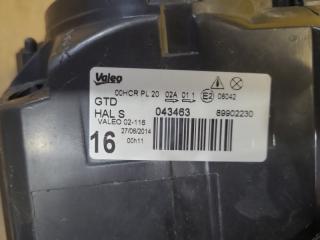 Valeo
00HCR PL 20 02A 01 1 E2 06042
GTD
HAL S 043463 89902230
VALEO 02-116
16 27/06/2014
00h11